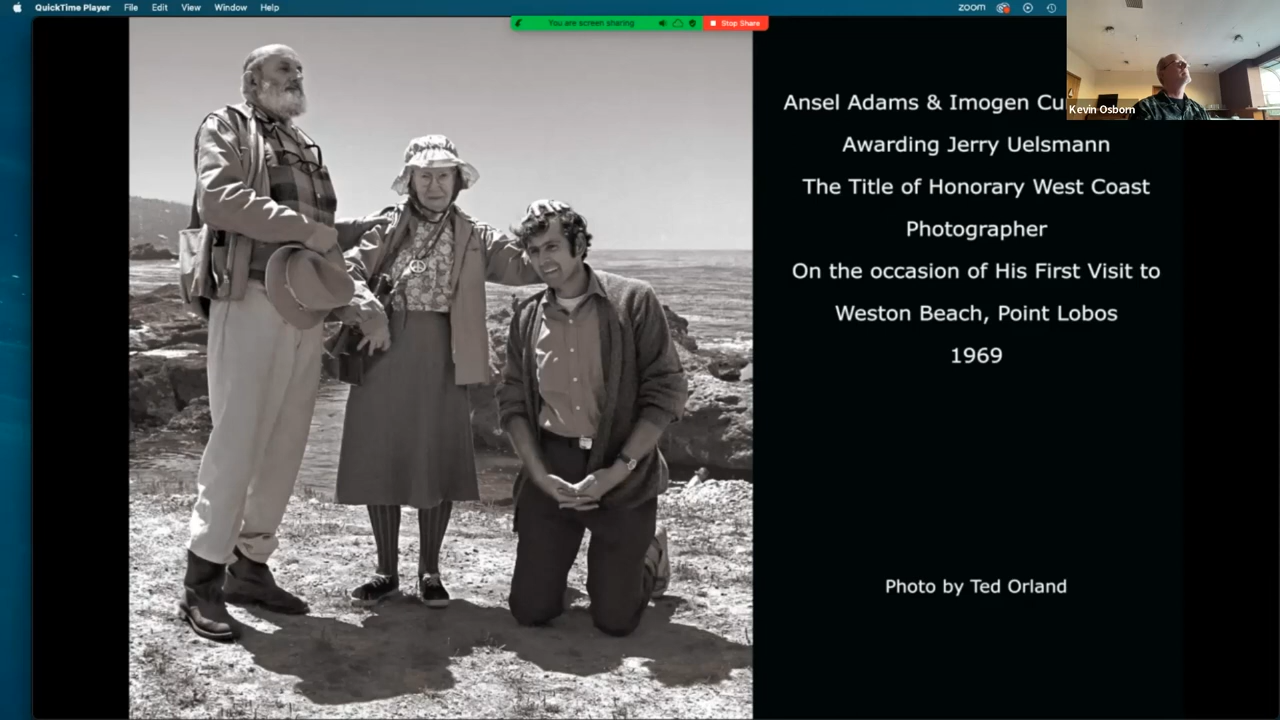 QuickTime Player File Edit View Window Help
zoom
You are screen sharing
Stop Share
Kevin Osborn
Ansel Adams & Imogen Cu
Awarding Jerry Uelsmann
The Title of Honorary West Coast
Photographer
On the occasion of His First Visit to
Weston Beach, Point Lobos
1969
Photo by Ted Orland